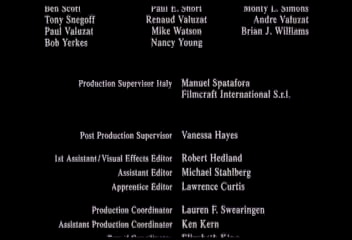 Ben Scott Paul E. Short Monty L. Simons
Tony Snegoff Renaud Valuzat Andre Valuzat
Paul Valuzat Mike Watson Brian J. Williams
Bob Yerkes Nancy Young
Production Supervisor Italy Manuel Spatafora
Filmcraft International S.r.l.
Post Production Supervisor Vanessa Hayes
1st Assistant/Visual Effects Editor Robert Hedland
Assistant Editor Michael Stahlberg
Apprentice Editor Lawrence Curtis
Production Coordinator Lauren F. Swearingen
Assistant Production Coordinator Ken Kern